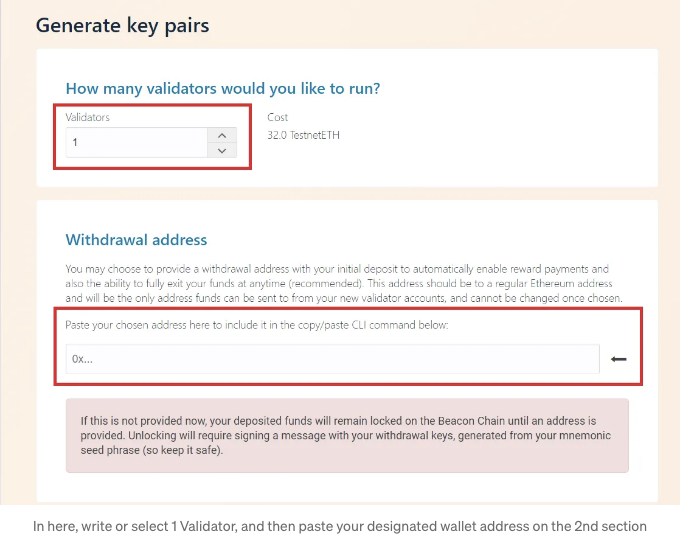 Generate key pairs
How many validators would you like to run?
Validators
Cost
1
32.0 TestnetETH
Withdrawal address
You may choose to provide a withdrawal address with your initial deposit to automatically enable reward payments and
also the ability to fully exit your funds at anytime (recommended). This address should be to a regular Ethereum address
and will be the only address funds can be sent to from your new validator accounts, and cannot be changed once chosen.
Paste your chosen address here to include it in the copy/paste CLI command below:
0x...
If this is not provided now, your deposited funds will remain locked on the Beacon Chain until an address is
provided. Unlocking will require signing a message with your withdrawal keys, generated from your mnemonic
seed phrase (so keep it safe).
In here, write or select 1 Validator, and then paste your designated wallet address on the 2nd section